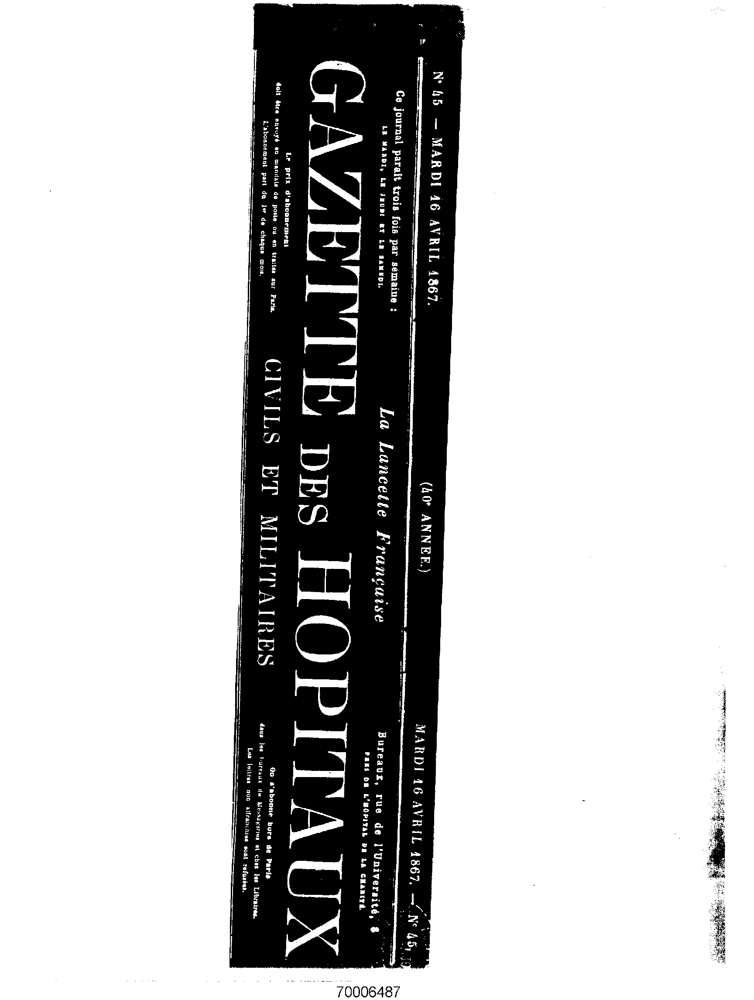 N° 45 — MARDI 16 AVRIL 1867.
(40e ANNÉE.)
MARDI 16 AVRIL 1867. — N° 45.
Ce journal paraît trois fois par semaine :
LE MARDI, LE JEUDI ET LE SAMEDI.
La Lancette Française
Bureaux, rue de l'Université, 8
PRÈS DE L'HOPITAL DE LA CHARITÉ.
GAZETTE DES HOPITAUX
Le prix d'abonnement
doit être envoyé en mandats de poste ou en traites sur Paris.
L'abonnement part du 1er de chaque mois.
CIVILS ET MILITAIRES
On s'abonne hors de Paris
dans les bureaux de Messageries et chez les Libraires.
Les lettres non affranchies sont refusées.
70006487